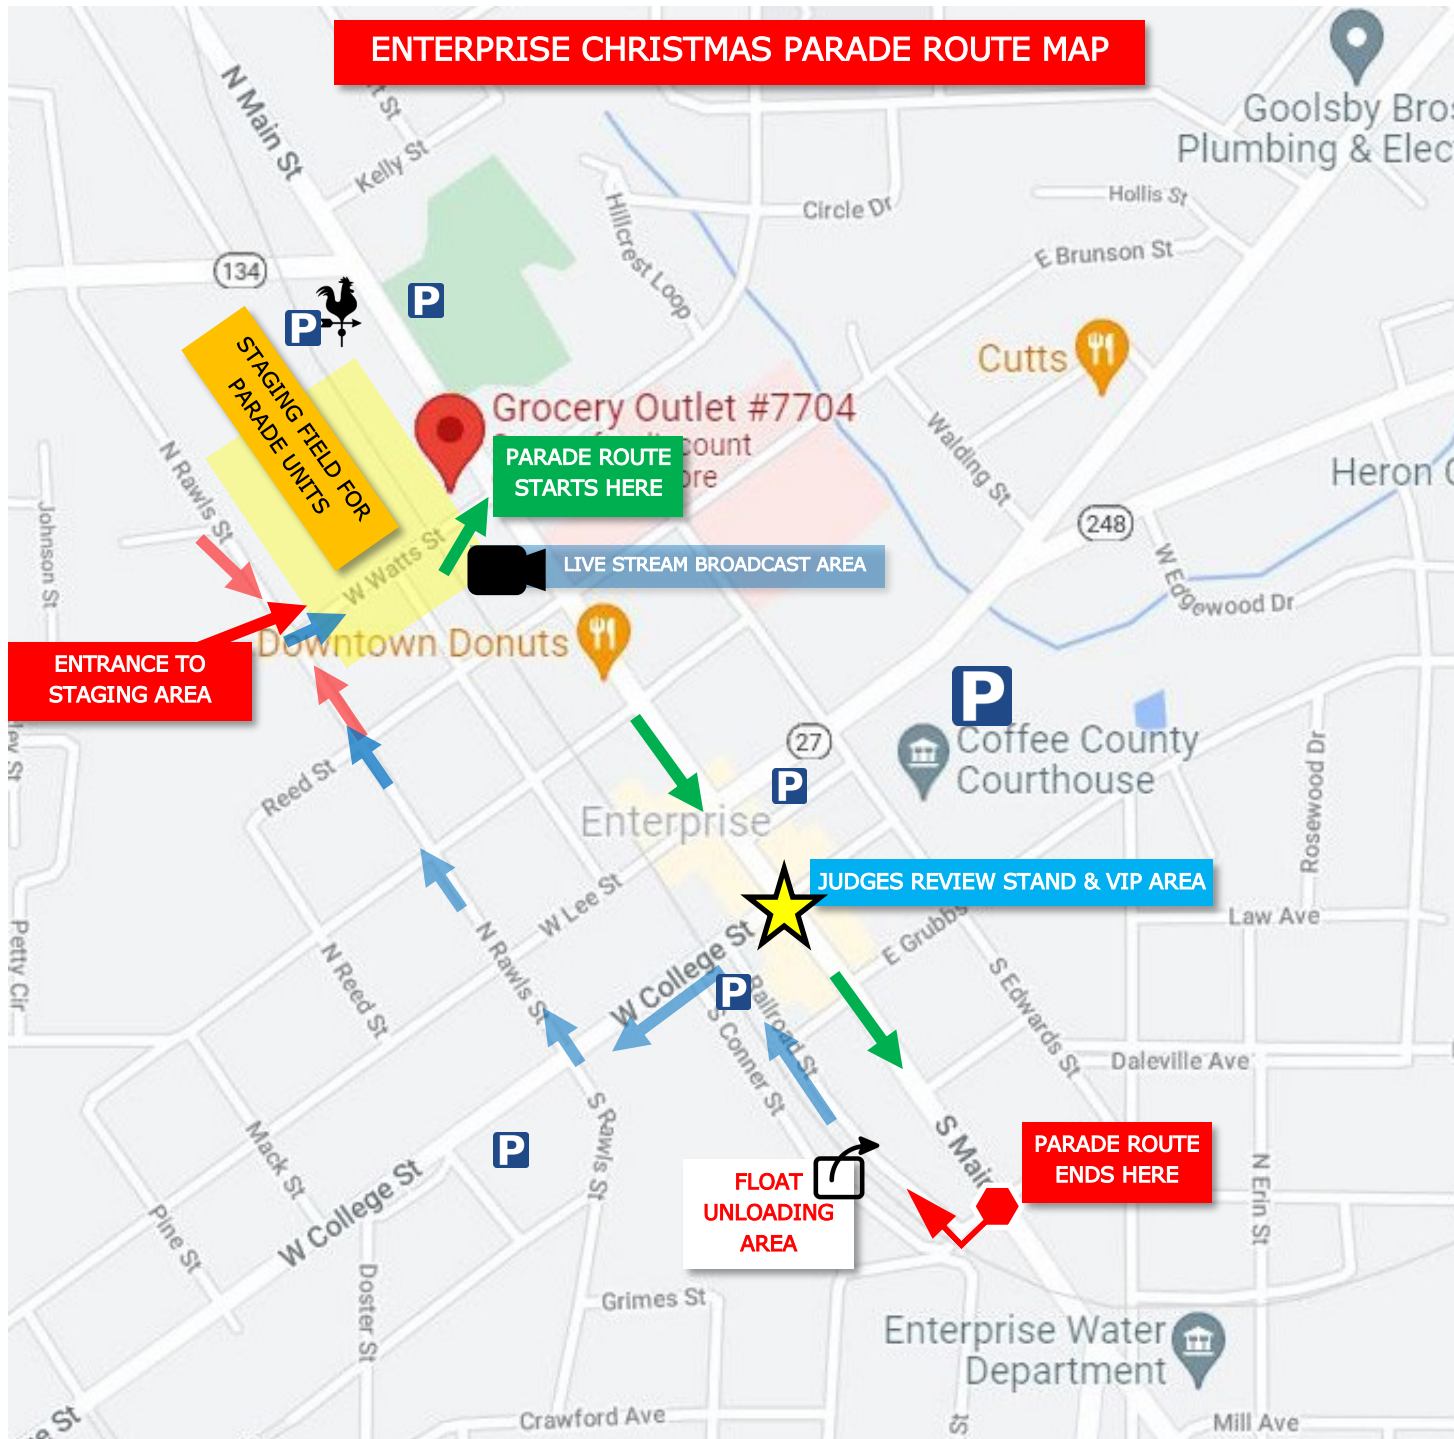 ENTERPRISE CHRISTMAS PARADE ROUTE MAP
N Main St
Kelly St
Goolsby Bros
Plumbing & Elec
Hollis St
Circle Dr
Hillcrest Loop
E Brunson St
134
P
P
STAGING FIELD FOR
PARADE UNITS
Cutts
Grocery Outlet #7704
count
PARADE ROUTE
STARTS HERE
Walding St
Heron
N Rawls St
Johnson St
248
W Watts St
LIVE STREAM BROADCAST AREA
W Edgewood Dr
Downtown Donuts
ENTRANCE TO
STAGING AREA
P
27
Coffee County
Courthouse
Rosewood Dr
Reed St
P
Enterprise
JUDGES REVIEW STAND & VIP AREA
W Lee St
E Grubbs
Law Ave
Petty Cir
N Reed St
N Rawls St
W College St
P
Railroad St
S Conner St
S Edwards St
Daleville Ave
S Rawls St
Mack St
P
S Main
PARADE ROUTE
ENDS HERE
FLOAT
UNLOADING
AREA
N Erin St
Pine St
W College St
Doster St
Grimes St
Enterprise Water
Department
Crawford Ave
St
Mill Ave